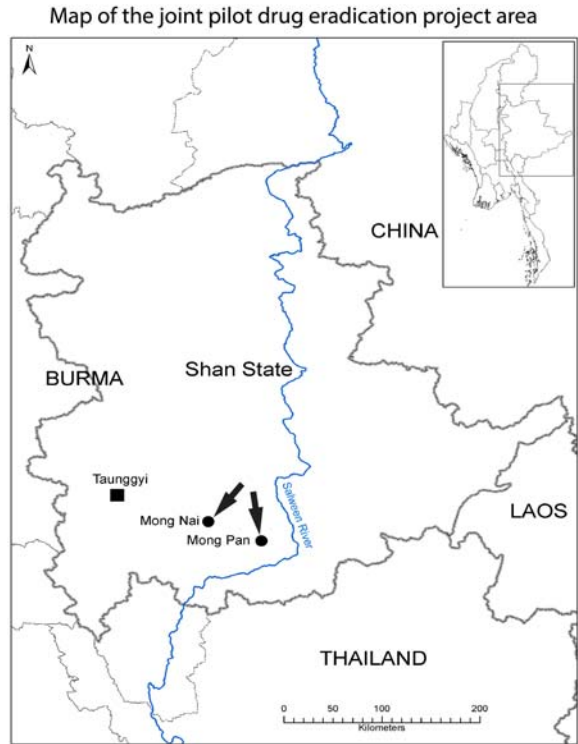 Map of the joint pilot drug eradication project area
N
CHINA
Shan State
BURMA
Taunggyi
Mong Nai
Mong Pan
Salween River
LAOS
THAILAND
0 50 100 200
Kilometers